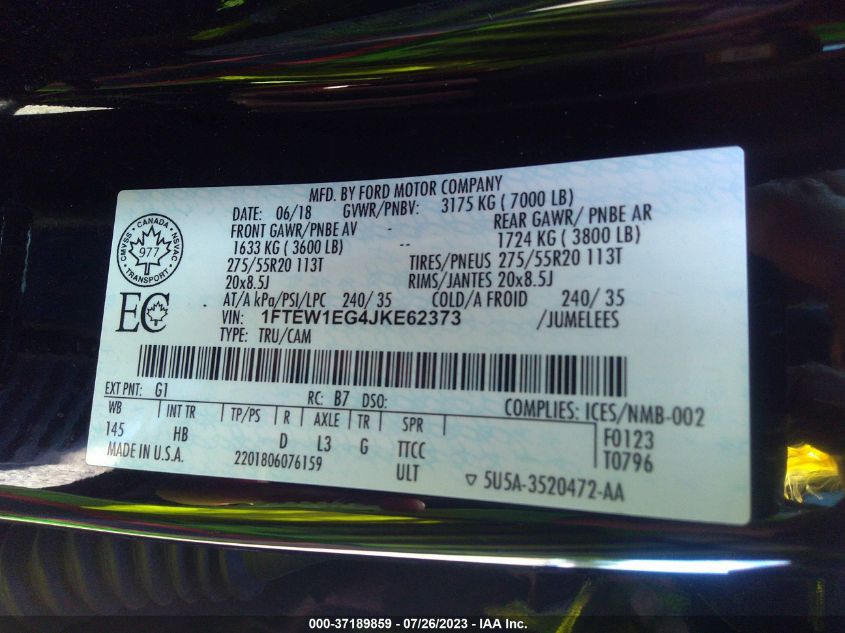 MFD. BY FORD MOTOR COMPANY
DATE: 06/18 GVWR/PNBV: 3175 KG ( 7000 LB)
FRONT GAWR/PNBE AV REAR GAWR/ PNBE AR
1633 KG ( 3600 LB) -- 1724 KG ( 3800 LB)
275/55R20 113T TIRES/PNEUS 275/55R20 113T
20x8.5J RIMS/JANTES 20x8.5J
AT/A kPa/PSI/LPC 240/ 35 COLD/A FROID 240/ 35
VIN: 1FTEW1EG4JKE62373 /JUMELEES
TYPE: TRU/CAM
CMVSS · CANADA · NSVAC
977
TRANSPORT
EC
EXT PNT: G1 RC: B7 DSO:
COMPLIES: ICES/NMB-002
WB INT TR TP/PS R AXLE TR SPR F0123
145 HB D L3 G TTCC T0796
MADE IN U.S.A. 2201806076159 ULT ▽ 5U5A-3520472-AA
000-37189859 - 07/26/2023 - IAA Inc.